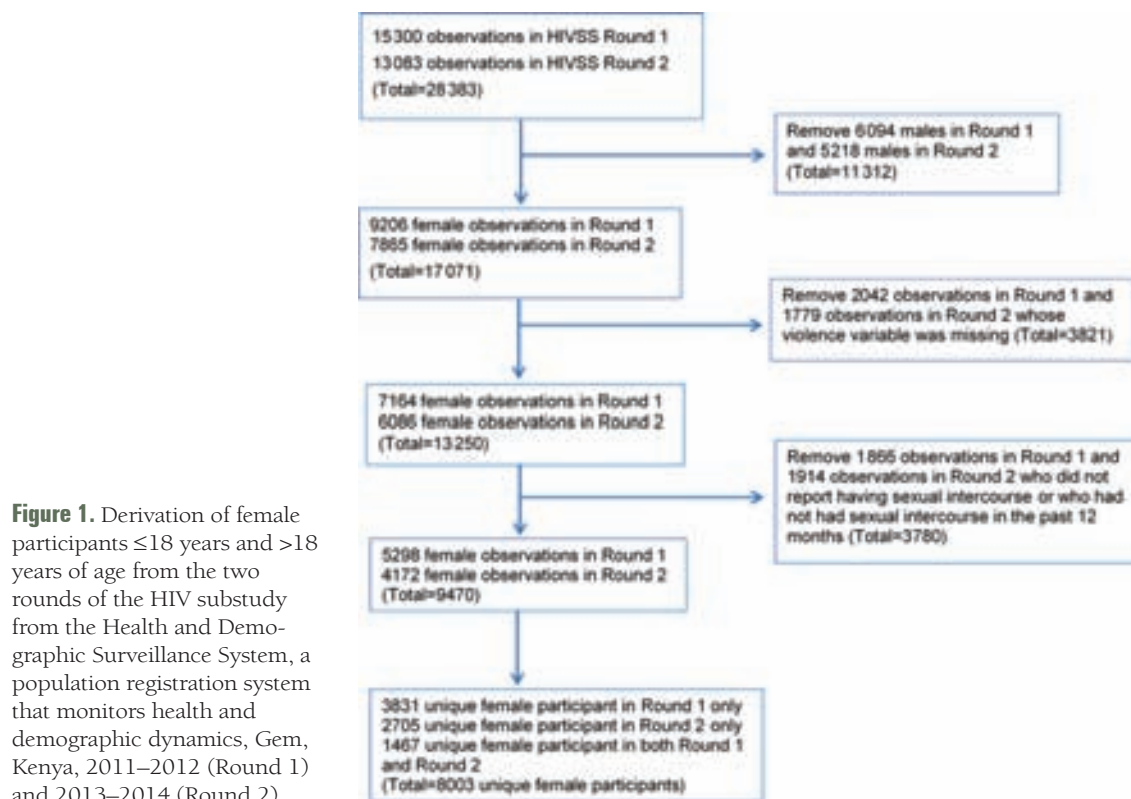 15300 observations in HIVSS Round 1
13083 observations in HIVSS Round 2
(Total=28383)
Remove 6094 males in Round 1
and 5218 males in Round 2
(Total=11312)
9206 female observations in Round 1
7865 female observations in Round 2
(Total=17071)
Remove 2042 observations in Round 1 and
1779 observations in Round 2 whose
violence variable was missing (Total=3821)
7164 female observations in Round 1
6086 female observations in Round 2
(Total=13250)
Remove 1866 observations in Round 1 and
1914 observations in Round 2 who did not
report having sexual intercourse or who had
not had sexual intercourse in the past 12
months (Total=3780)
5298 female observations in Round 1
4172 female observations in Round 2
(Total=9470)
3831 unique female participant in Round 1 only
2705 unique female participant in Round 2 only
1467 unique female participant in both Round 1
and Round 2
(Total=8003 unique female participants)
Figure 1. Derivation of female
participants ≤18 years and >18
years of age from the two
rounds of the HIV substudy
from the Health and Demo-
graphic Surveillance System, a
population registration system
that monitors health and
demographic dynamics, Gem,
Kenya, 2011–2012 (Round 1)
and 2013–2014 (Round 2)